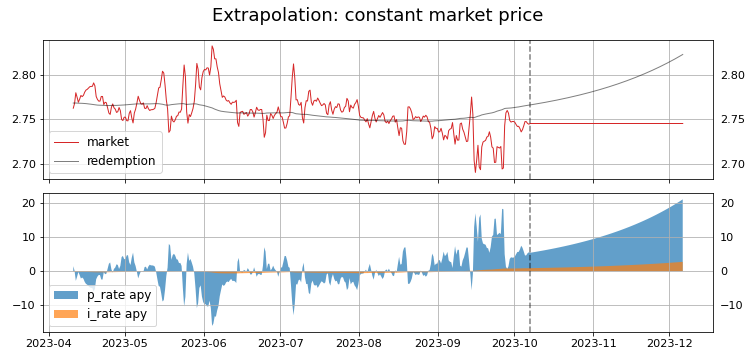 Extrapolation: constant market price
2.80 2.80
2.75 2.75
2.70 2.70
market
redemption
20 20
10 10
0 0
−10 −10
p_rate apy
i_rate apy
2023-04 2023-05 2023-06 2023-07 2023-08 2023-09 2023-10 2023-11 2023-12